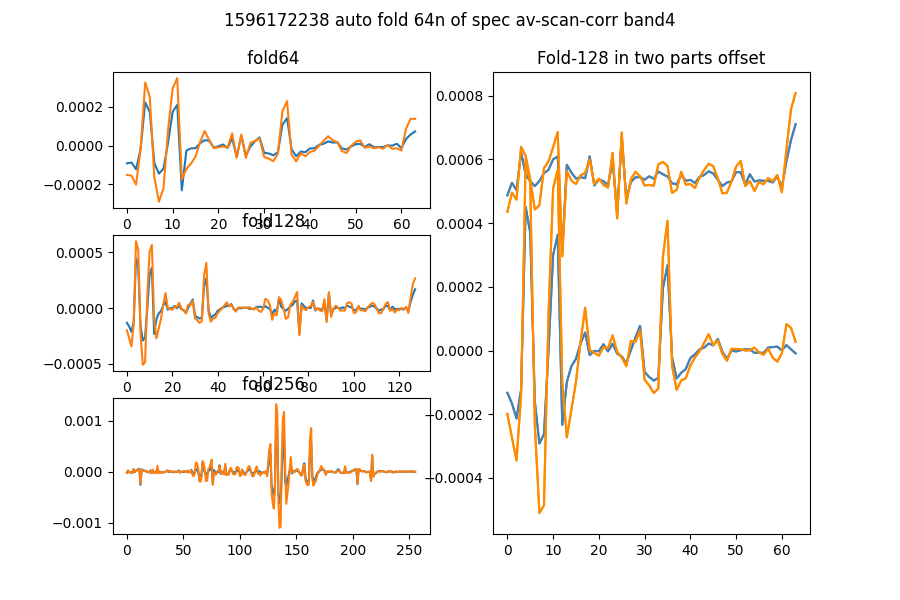 1596172238 auto fold 64n of spec av-scan-corr band4
fold64
0.0002
0.0000
−0.0002
0 10 20 30 40 50 60
fold128
0.0005
0.0000
−0.0005
0 20 40 60 80 100 120
fold256
0.001
0.000
−0.001
0 50 100 150 200 250
Fold-128 in two parts offset
0.0008
0.0006
0.0004
0.0002
0.0000
−0.0002
−0.0004
0 10 20 30 40 50 60